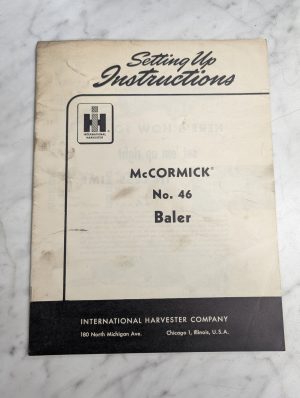 Setting Up
Instructions
IH
INTERNATIONAL
HARVESTER
McCORMICK®
No. 46
Baler
INTERNATIONAL HARVESTER COMPANY
180 North Michigan Ave. Chicago 1, Illinois, U.S.A.